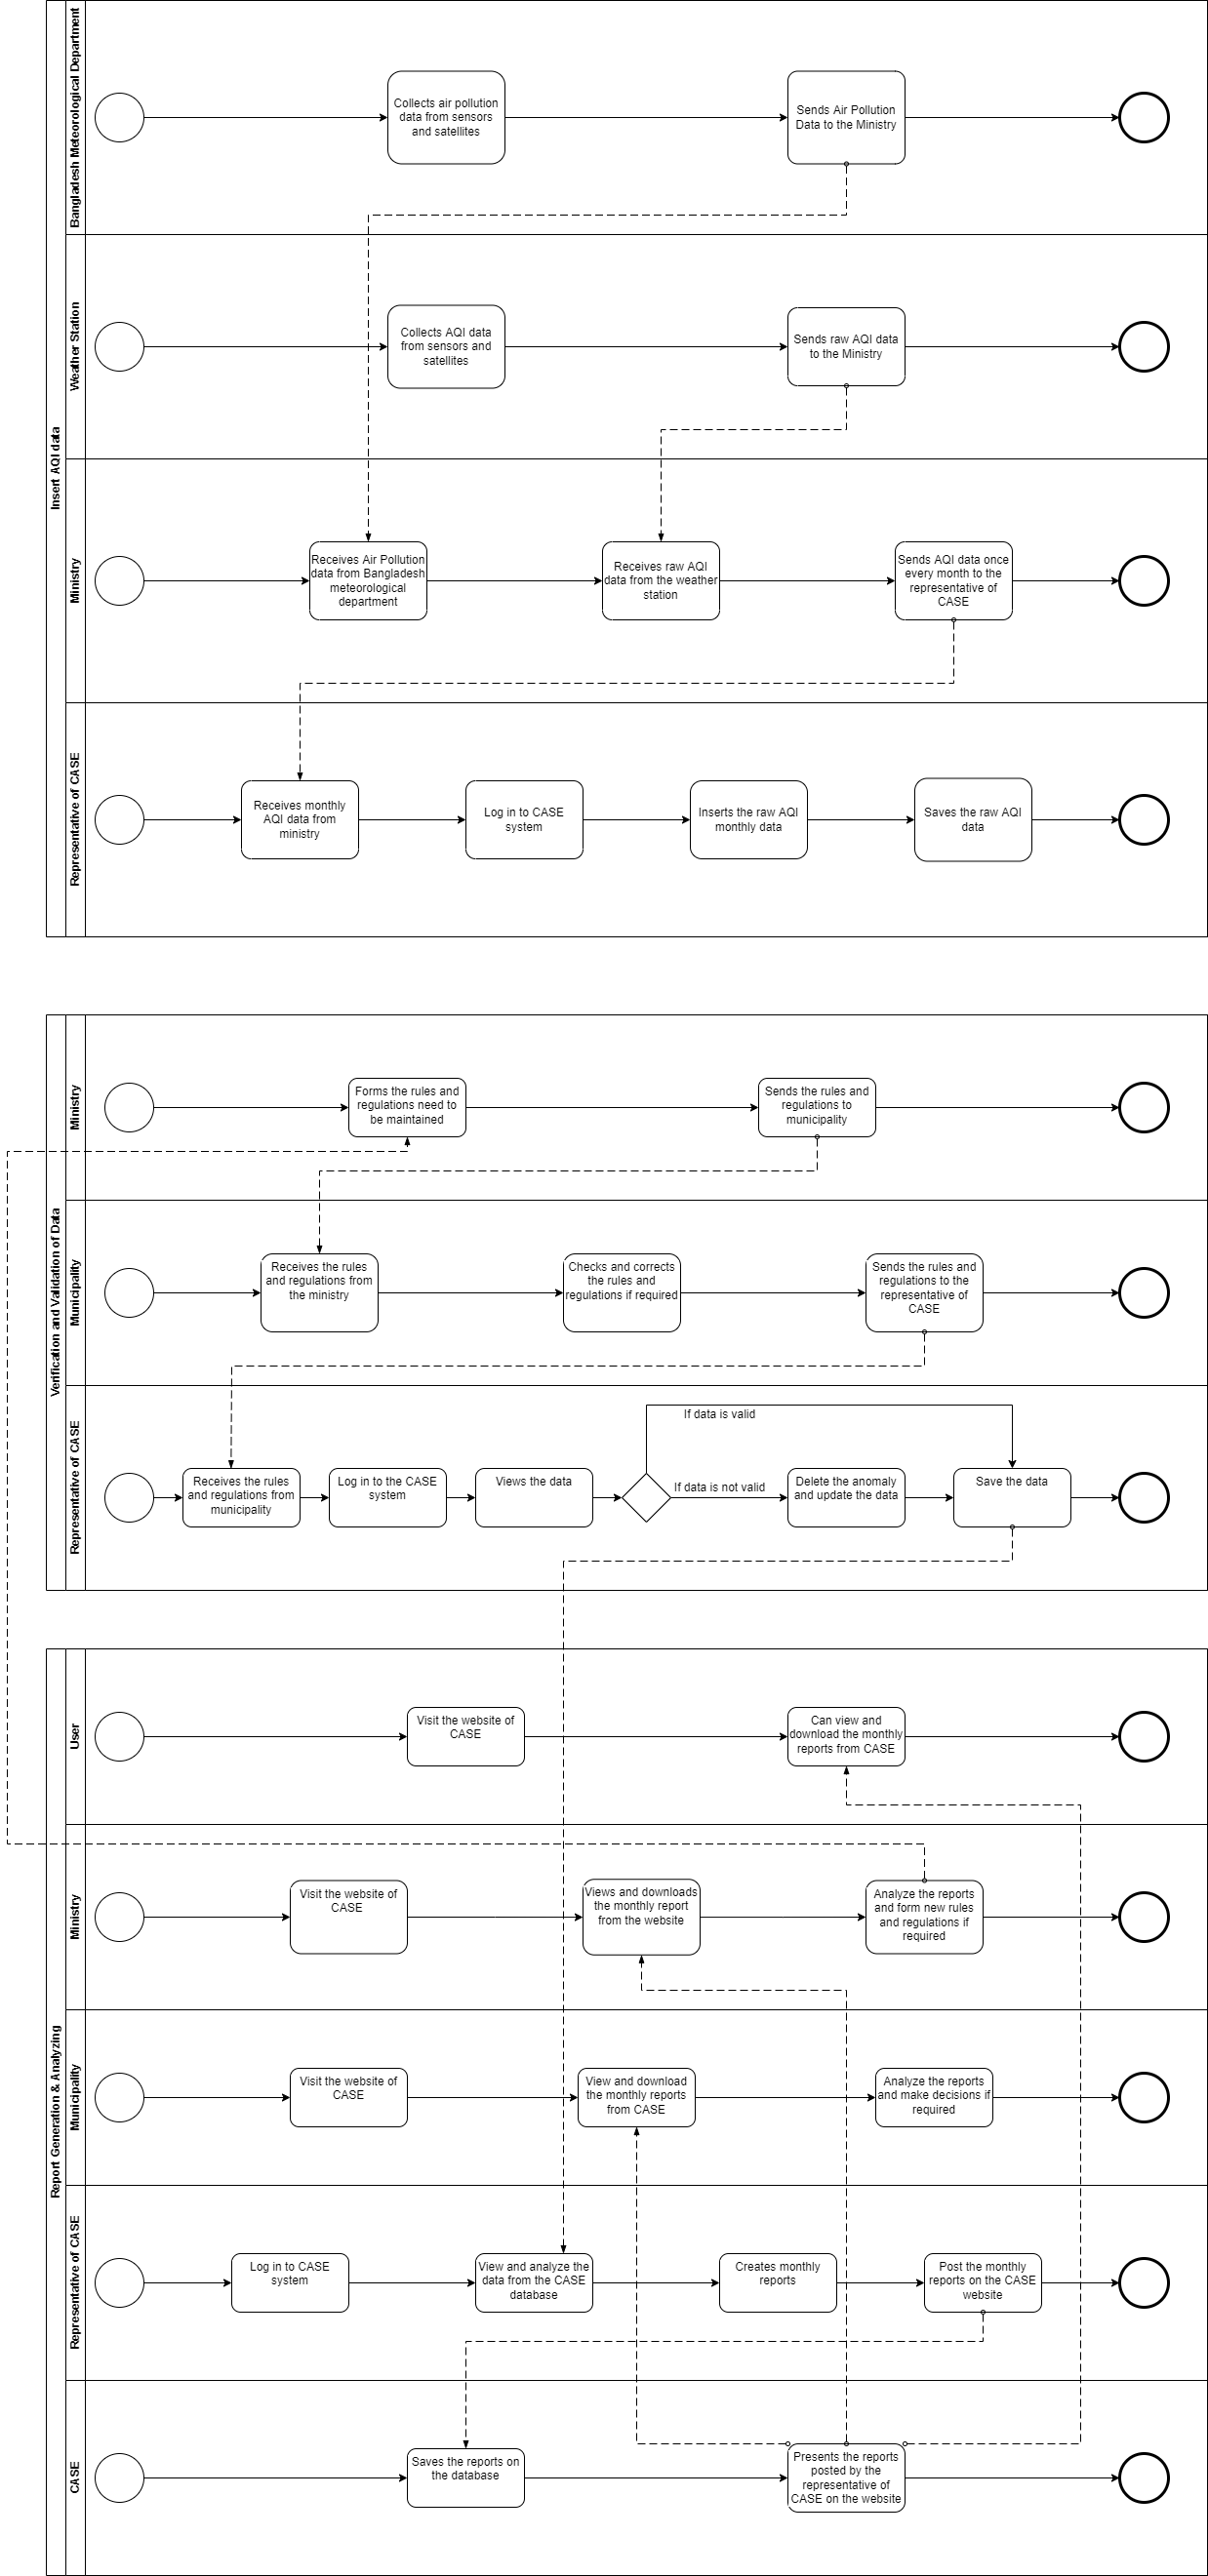 Insert AQI data
Bangladesh Meteorological Department
Collects air pollution
data from sensors
and satellites
Sends Air Pollution
Data to the Ministry
Weather Station
Collects AQI data
from sensors and
satellites
Sends raw AQI data
to the Ministry
Ministry
Receives Air Pollution
data from Bangladesh
meteorological
department
Receives raw AQI
data from the weather
station
Sends AQI data once
every month to the
representative of
CASE
Representative of CASE
Receives monthly
AQI data from
ministry
Log in to CASE
system
Inserts the raw AQI
monthly data
Saves the raw AQI
data
Verification and Validation of Data
Ministry
Forms the rules and
regulations need to
be maintained
Sends the rules and
regulations to
municipality
Municipality
Receives the rules
and regulations from
the ministry
Checks and corrects
the rules and
regulations if required
Sends the rules and
regulations to the
representative of
CASE
Representative of CASE
Receives the rules
and regulations from
municipality
Log in to the CASE
system
Views the data
If data is valid
If data is not valid
Delete the anomaly
and update the data
Save the data
Report Generation & Analyzing
User
Visit the website of
CASE
Can view and
download the monthly
reports from CASE
Ministry
Visit the website of
CASE
Views and downloads
the monthly report
from the website
Analyze the reports
and form new rules
and regulations if
required
Municipality
Visit the website of
CASE
View and download
the monthly reports
from CASE
Analyze the reports
and make decisions if
required
Representative of CASE
Log in to CASE
system
View and analyze the
data from the CASE
database
Creates monthly
reports
Post the monthly
reports on the CASE
website
CASE
Saves the reports on
the database
Presents the reports
posted by the
representative of
CASE on the website